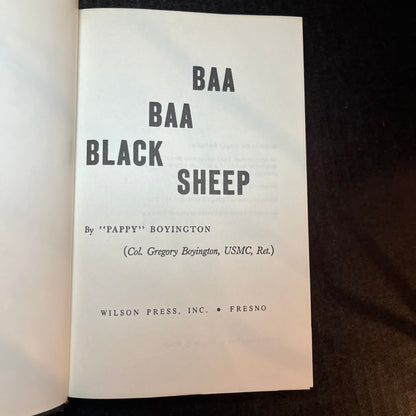 BAA
BAA
BLACK
SHEEP
By "PAPPY" BOYINGTON
(Col. Gregory Boyington, USMC, Ret.)
WILSON PRESS, INC. • FRESNO